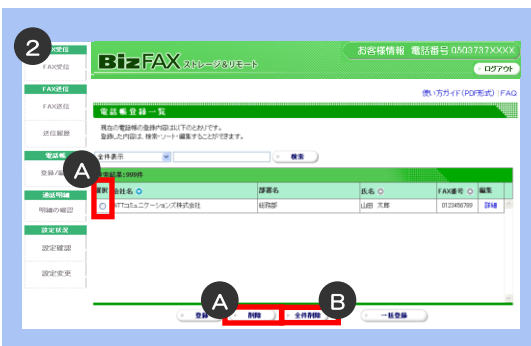 2
FAX受信
FAX受信
FAX送信
FAX送信
送信履歴
電話帳
通話明細
明細の確認
設定状況
設定確認
設定変更
BizFAX ストレージ&リモート
お客様情報 電話番号 0503737XXXX
ログアウト
使い方ガイド(PDF形式) | FAQ
電話帳登録一覧
現在の電話帳の登録内容は以下のとおりです。
登録した内容は、検索・ソート・編集することができます。
全件表示
検索
A
検索結果:999件
選択 会社名 部署名 氏名 FAX番号 編集
NTTコミュニケーションズ株式会社 総務部 山田 太郎 0123456789 詳細
A
B
登録 削除 全件削除 一括登録